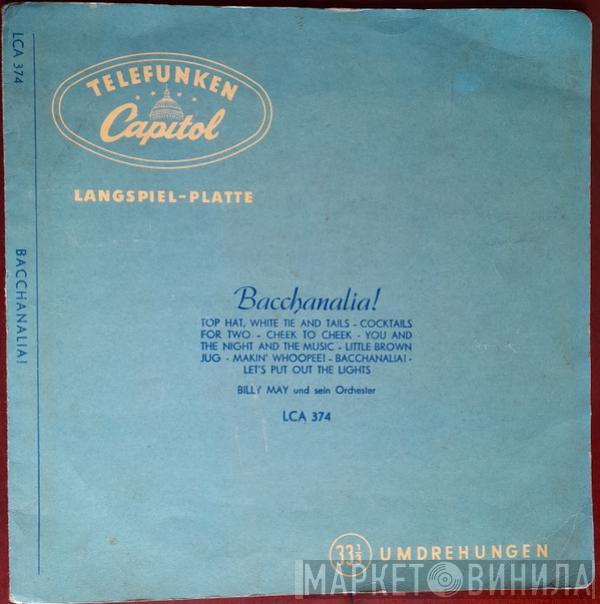 LCA 374
BACCHANALIA!
TELEFUNKEN
Capitol
LANGSPIEL-PLATTE
Bacchanalia!
TOP HAT, WHITE TIE AND TAILS - COCKTAILS
FOR TWO - CHEEK TO CHEEK - YOU AND
THE NIGHT AND THE MUSIC - LITTLE BROWN
JUG - MAKIN' WHOOPEE! - BACCHANALIA! -
LET'S PUT OUT THE LIGHTS
BILLY MAY und sein Orchester
LCA 374
33⅓ UMDREHUNGEN
МАРКЕТ ВИНИЛА